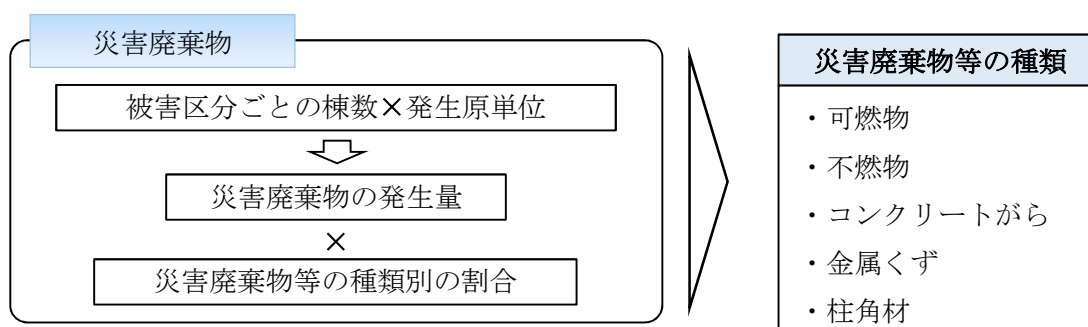 災害廃棄物
被害区分ごとの棟数×発生原単位
災害廃棄物の発生量
×
災害廃棄物等の種類別の割合
災害廃棄物等の種類
・可燃物
・不燃物
・コンクリートがら
・金属くず
・柱角材